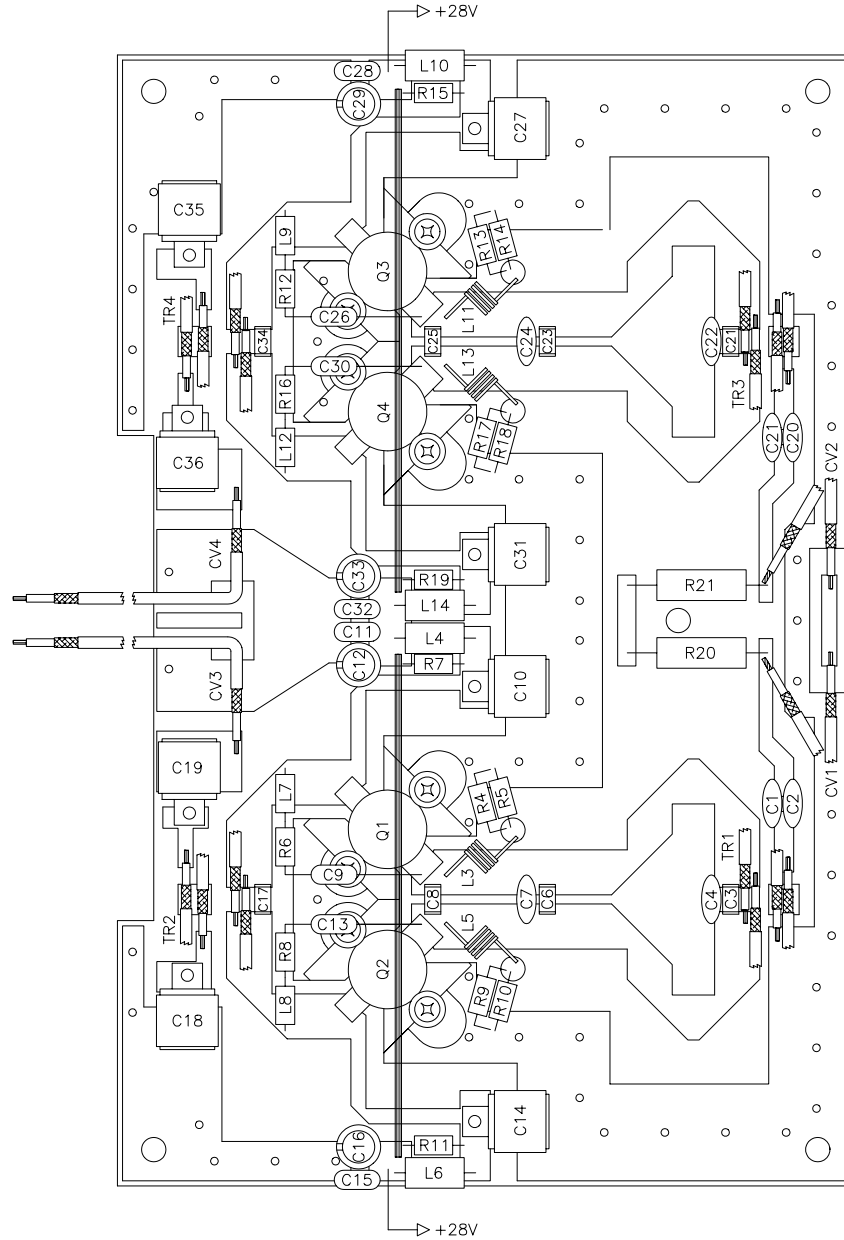 +28V
C28
L10
C29
R15
C27
C35
L9
Q3
R13
R14
R12
TR4
C26
L11
C34
C25
C24
C23
C22
C21
C30
L13
TR3
R16
Q4
L12
R17
R18
C21
C20
C36
CV2
CV4
C31
C33
R19
R21
C32
L14
C11
L4
R20
C12
R7
CV3
C10
C19
L7
R4
R5
C1
C2
CV1
Q1
R6
TR1
C9
L3
C17
C8
C7
C6
C4
C3
TR2
C13
L5
R8
Q2
L8
R9
R10
C18
C14
C16
R11
C15
L6
+28V